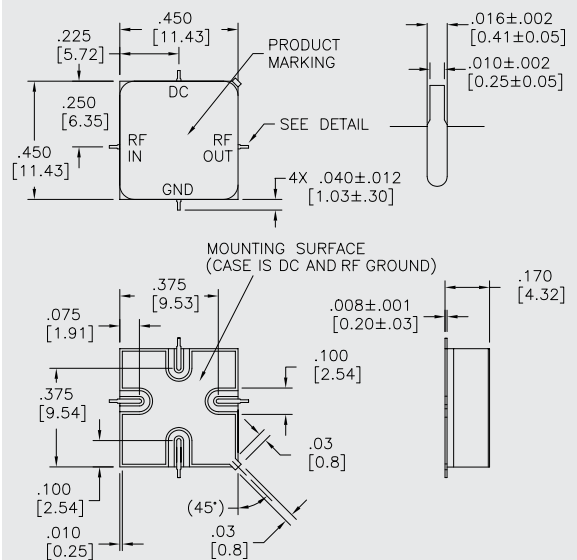 .450
[11.43]
.225
[5.72]
PRODUCT
MARKING
.016±.002
[0.41±0.05]
.010±.002
[0.25±0.05]
DC
.250
[6.35]
RF
IN
RF
OUT
SEE DETAIL
.450
[11.43]
GND
4X .040±.012
[1.03±.30]
MOUNTING SURFACE
(CASE IS DC AND RF GROUND)
.375
[9.53]
.170
[4.32]
.075
[1.91]
.008±.001
[0.20±.03]
.100
[2.54]
.375
[9.54]
.03
[0.8]
.100
[2.54]
(45°)
.010
[0.25]
.03
[0.8]